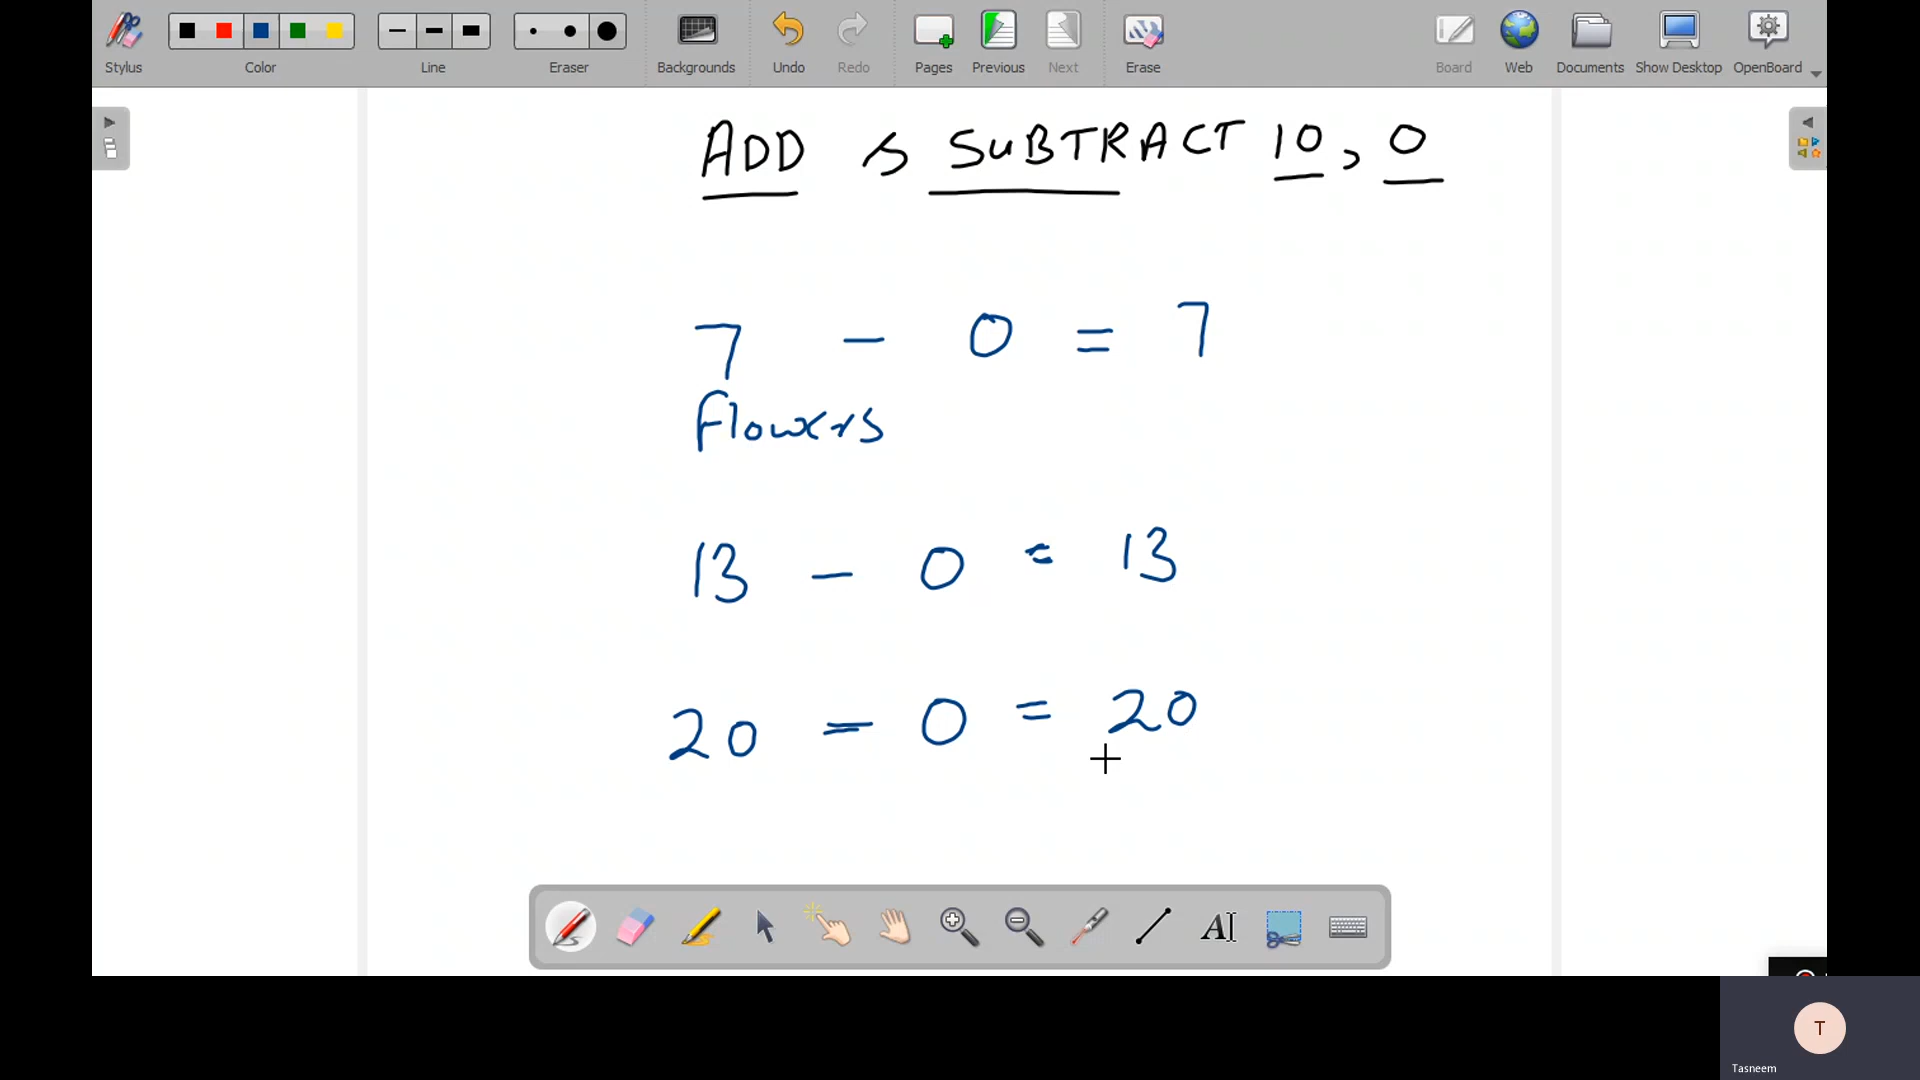 Stylus Color Line Eraser Backgrounds Undo Redo Pages Previous Next Erase Board Web Documents Show Desktop OpenBoard
ADD & SUBTRACT 10, 0
7 - 0 = 7
flowers
13 - 0 = 13
20 - 0 = 20
AI
T
Tasneem